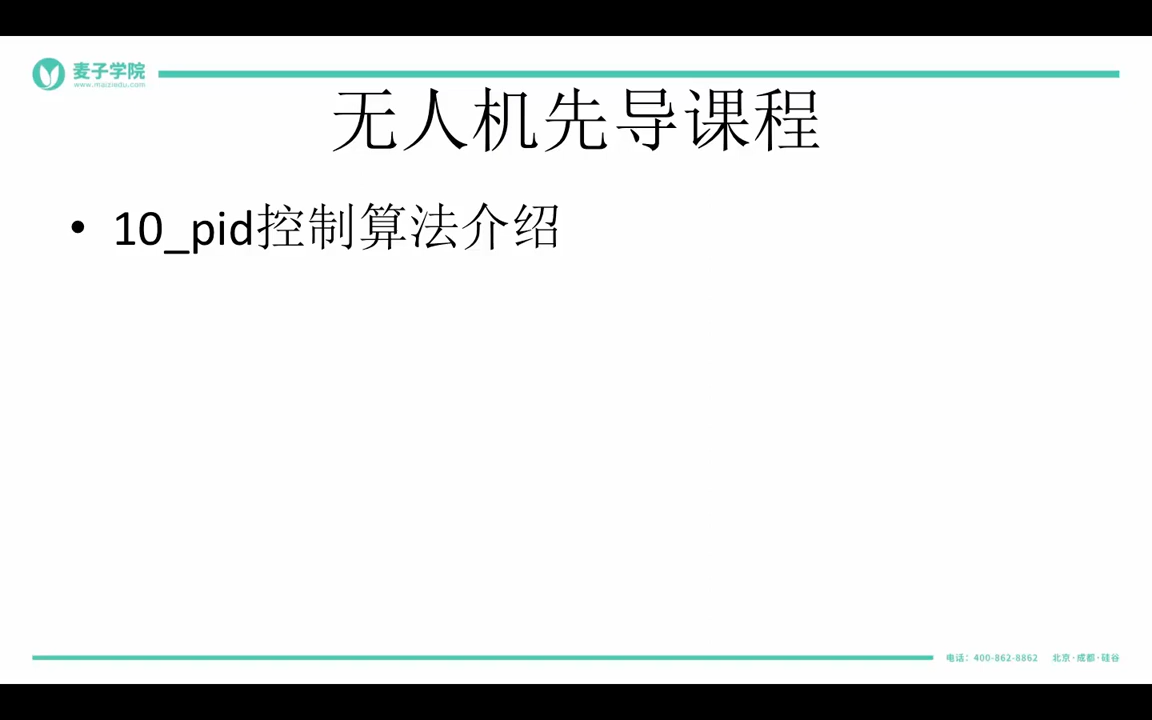 麦子学院
www.maiziedu.com
无人机先导课程
• 10_pid控制算法介绍
电话：400-862-8862 北京·成都·硅谷